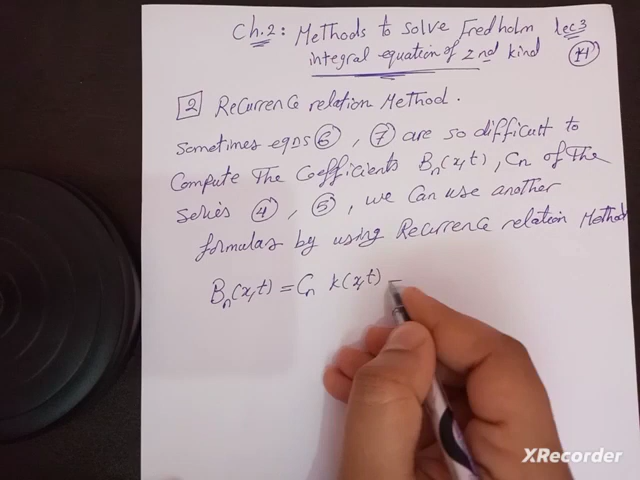 Ch.2: Methods to solve Fredholm lec 3
integral equation of 2nd kind 14
2 Recurrence relation Method.
Sometimes eqns 6, 7 are so difficult to
Compute The Coefficients Bn(x,t), Cn of The
series 4, 5, we can use another
formulas by using Recurrence relation Method
Bn(x,t) = Cn k(x,t) -
XRecorder